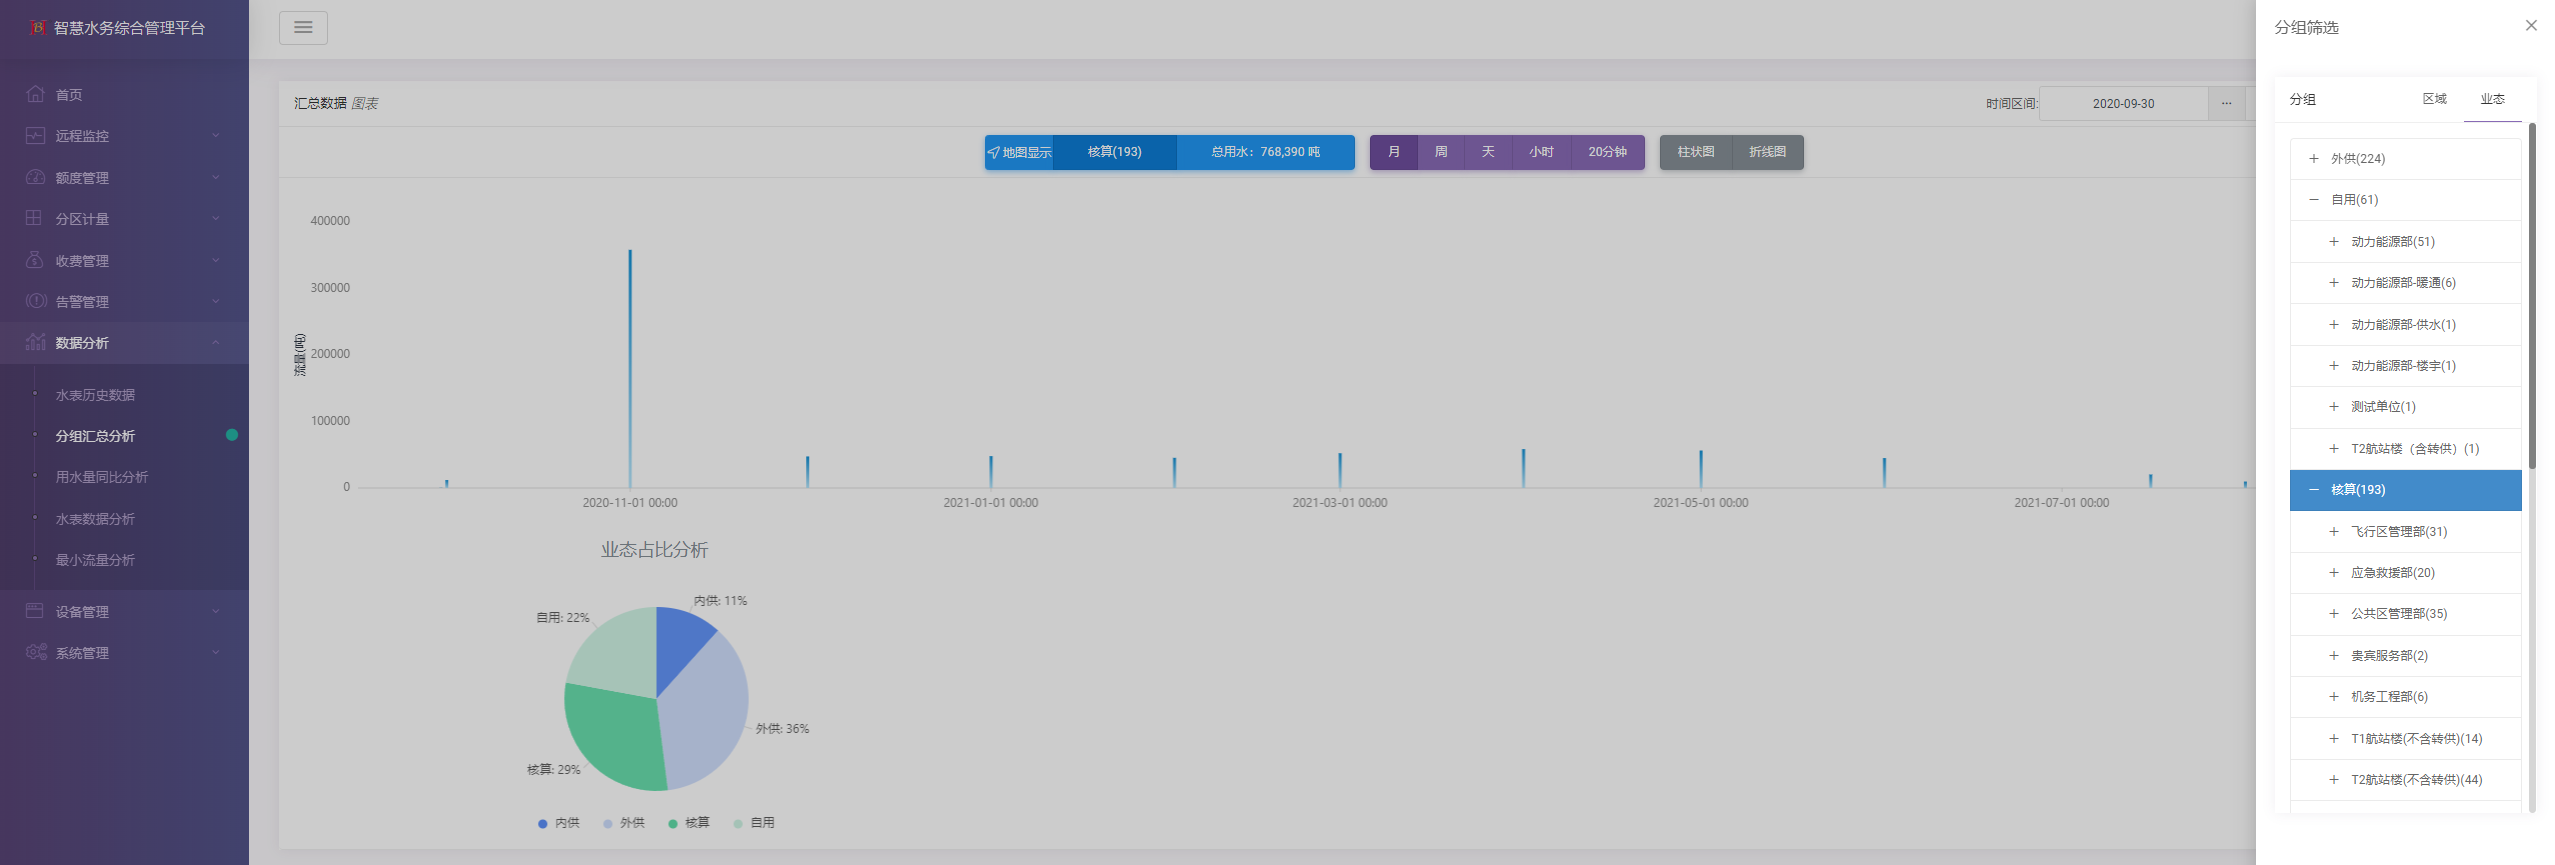 智慧水务综合管理平台
首页
远程监控
额度管理
分区计量
收费管理
告警管理
数据分析
水表历史数据
分组汇总分析
用水量同比分析
水表数据分析
最小流量分析
设备管理
系统管理
汇总数据 图表
时间区间: 2020-09-30 ...
地图显示 核算(193) 总用水：768,390 吨
月 周 天 小时 20分钟
柱状图 折线图
流量(吨)
400000
300000
200000
100000
0
2020-11-01 00:00 2021-01-01 00:00 2021-03-01 00:00 2021-05-01 00:00 2021-07-01 00:00
业态占比分析
内供: 11%
自用: 22%
外供: 36%
核算: 29%
内供 外供 核算 自用
分组筛选
分组 区域 业态
外供(224)
自用(61)
动力能源部(51)
动力能源部-暖通(6)
动力能源部-供水(1)
动力能源部-楼宇(1)
测试单位(1)
T2航站楼（含转供）(1)
核算(193)
飞行区管理部(31)
应急救援部(20)
公共区管理部(35)
贵宾服务部(2)
机务工程部(6)
T1航站楼(不含转供)(14)
T2航站楼(不含转供)(44)